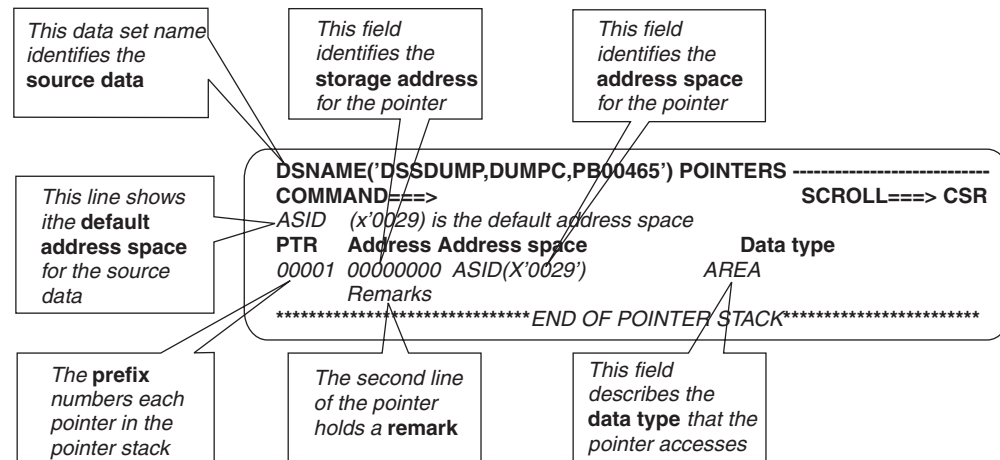 This data set name
identifies the
source data
This field
identifies the
storage address
for the pointer
This field
identifies the
address space
for the pointer
DSNAME('DSSDUMP,DUMPC,PB00465') POINTERS ----------------------------
COMMAND===> SCROLL===> CSR
ASID (x'0029) is the default address space
PTR Address Address space Data type
00001 00000000 ASID(X'0029') AREA
Remarks
*******************************END OF POINTER STACK************************
This line shows
ithe default
address space
for the source
data
The prefix
numbers each
pointer in the
pointer stack
The second line
of the pointer
holds a remark
This field
describes the
data type that the
pointer accesses